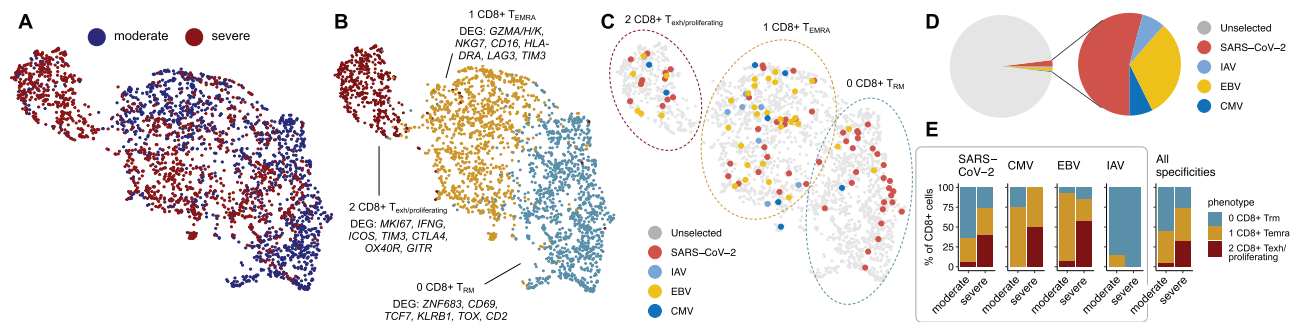 A
moderate
severe
B
1 CD8+ TEMRA
DEG: GZMA/H/K,
NKG7, CD16, HLA-
DRA, LAG3, TIM3
2 CD8+ Texh/proliferating
DEG: MKI67, IFNG,
ICOS, TIM3, CTLA4,
OX40R, GITR
0 CD8+ TRM
DEG: ZNF683, CD69,
TCF7, KLRB1, TOX, CD2
C
2 CD8+ Texh/proliferating
1 CD8+ TEMRA
0 CD8+ TRM
Unselected
SARS–CoV–2
IAV
EBV
CMV
D
Unselected
SARS–CoV–2
IAV
EBV
CMV
E
SARS–
CoV–2
CMV
EBV
IAV
All
specificities
% of CD8+ cells
100
75
50
25
0
moderate
severe
moderate
severe
moderate
severe
moderate
severe
moderate
severe
phenotype
0 CD8+ Trm
1 CD8+ Temra
2 CD8+ Texh/
proliferating